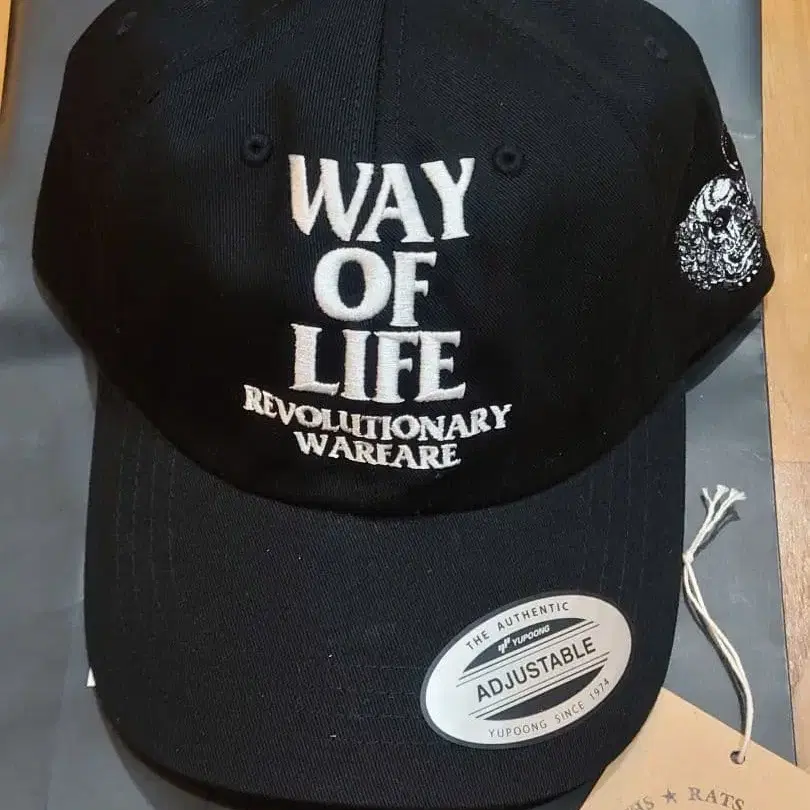 WAY
OF
LIFE
REVOLUTIONARY
WARFARE
THE AUTHENTIC
YUPOONG
ADJUSTABLE
YUPOONG SINCE 1974
★ RATS